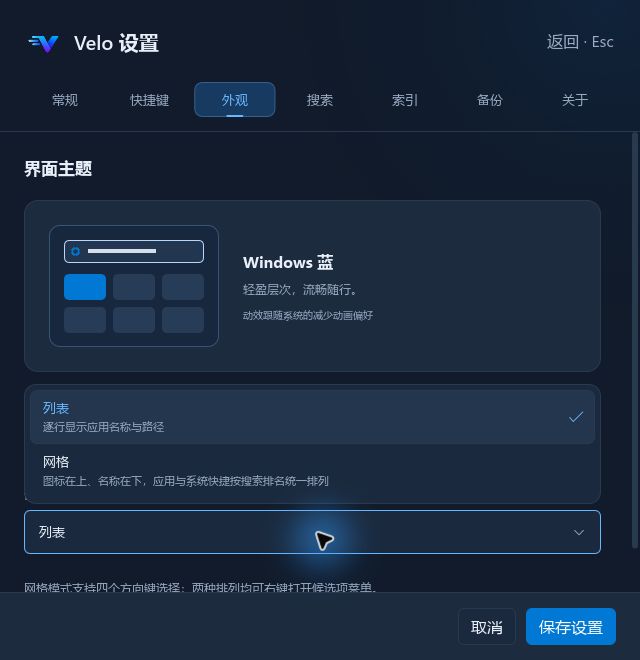 Velo 设置
返回 · Esc
常规 快捷键 外观 搜索 索引 备份 关于
界面主题
Windows 蓝
轻盈层次，流畅随行。
动效跟随系统的减少动画偏好
列表
逐行显示应用名称与路径
网格
图标在上、名称在下，应用与系统快捷按搜索排名统一排列
列表
网格模式支持四个方向键选择；两种排列均可右键打开候选项菜单。
取消 保存设置